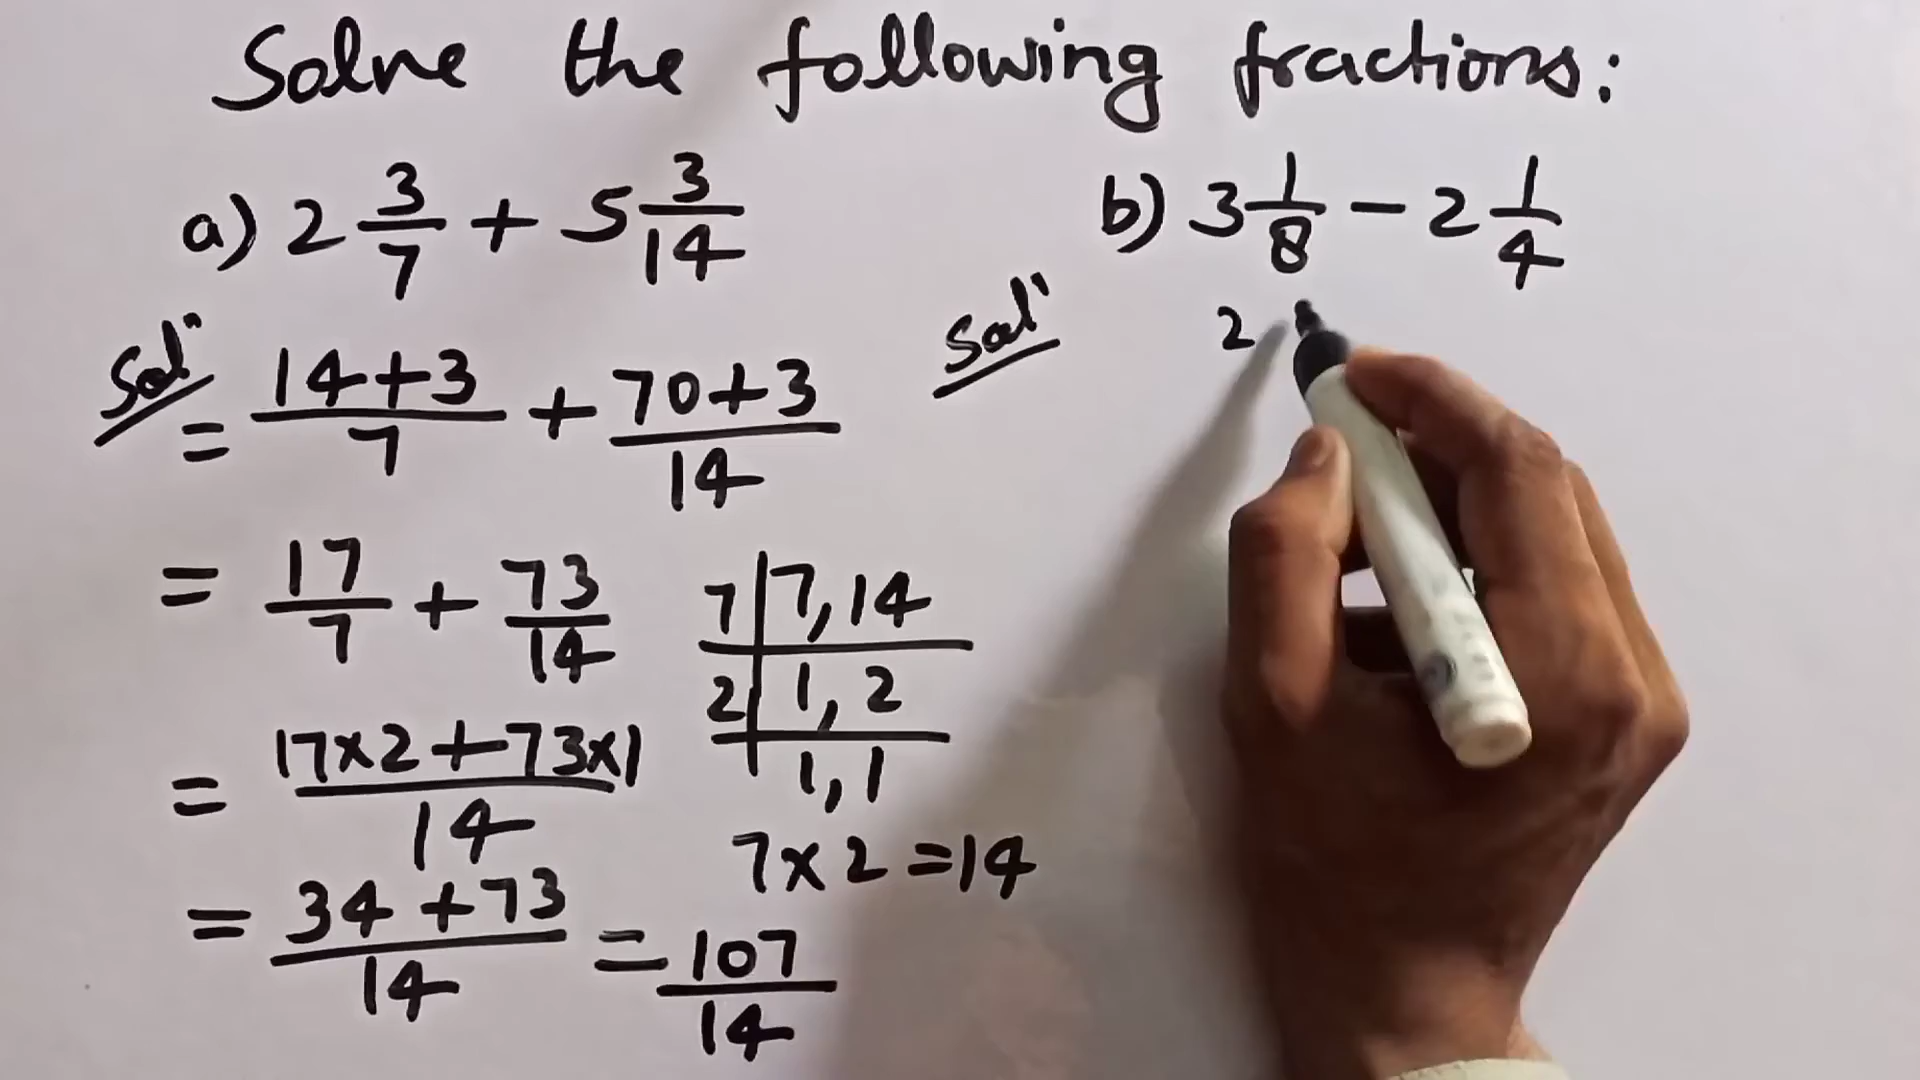 Solve the following fractions:
a) 2 3/7 + 5 3/14
Sol"
= 14+3/7 + 70+3/14
= 17/7 + 73/14
7 | 7, 14
2 | 1, 2
1, 1
7×2=14
= 17×2+73×1/14
= 34+73/14 = 107/14
b) 3 1/8 − 2 1/4
Sol"
2